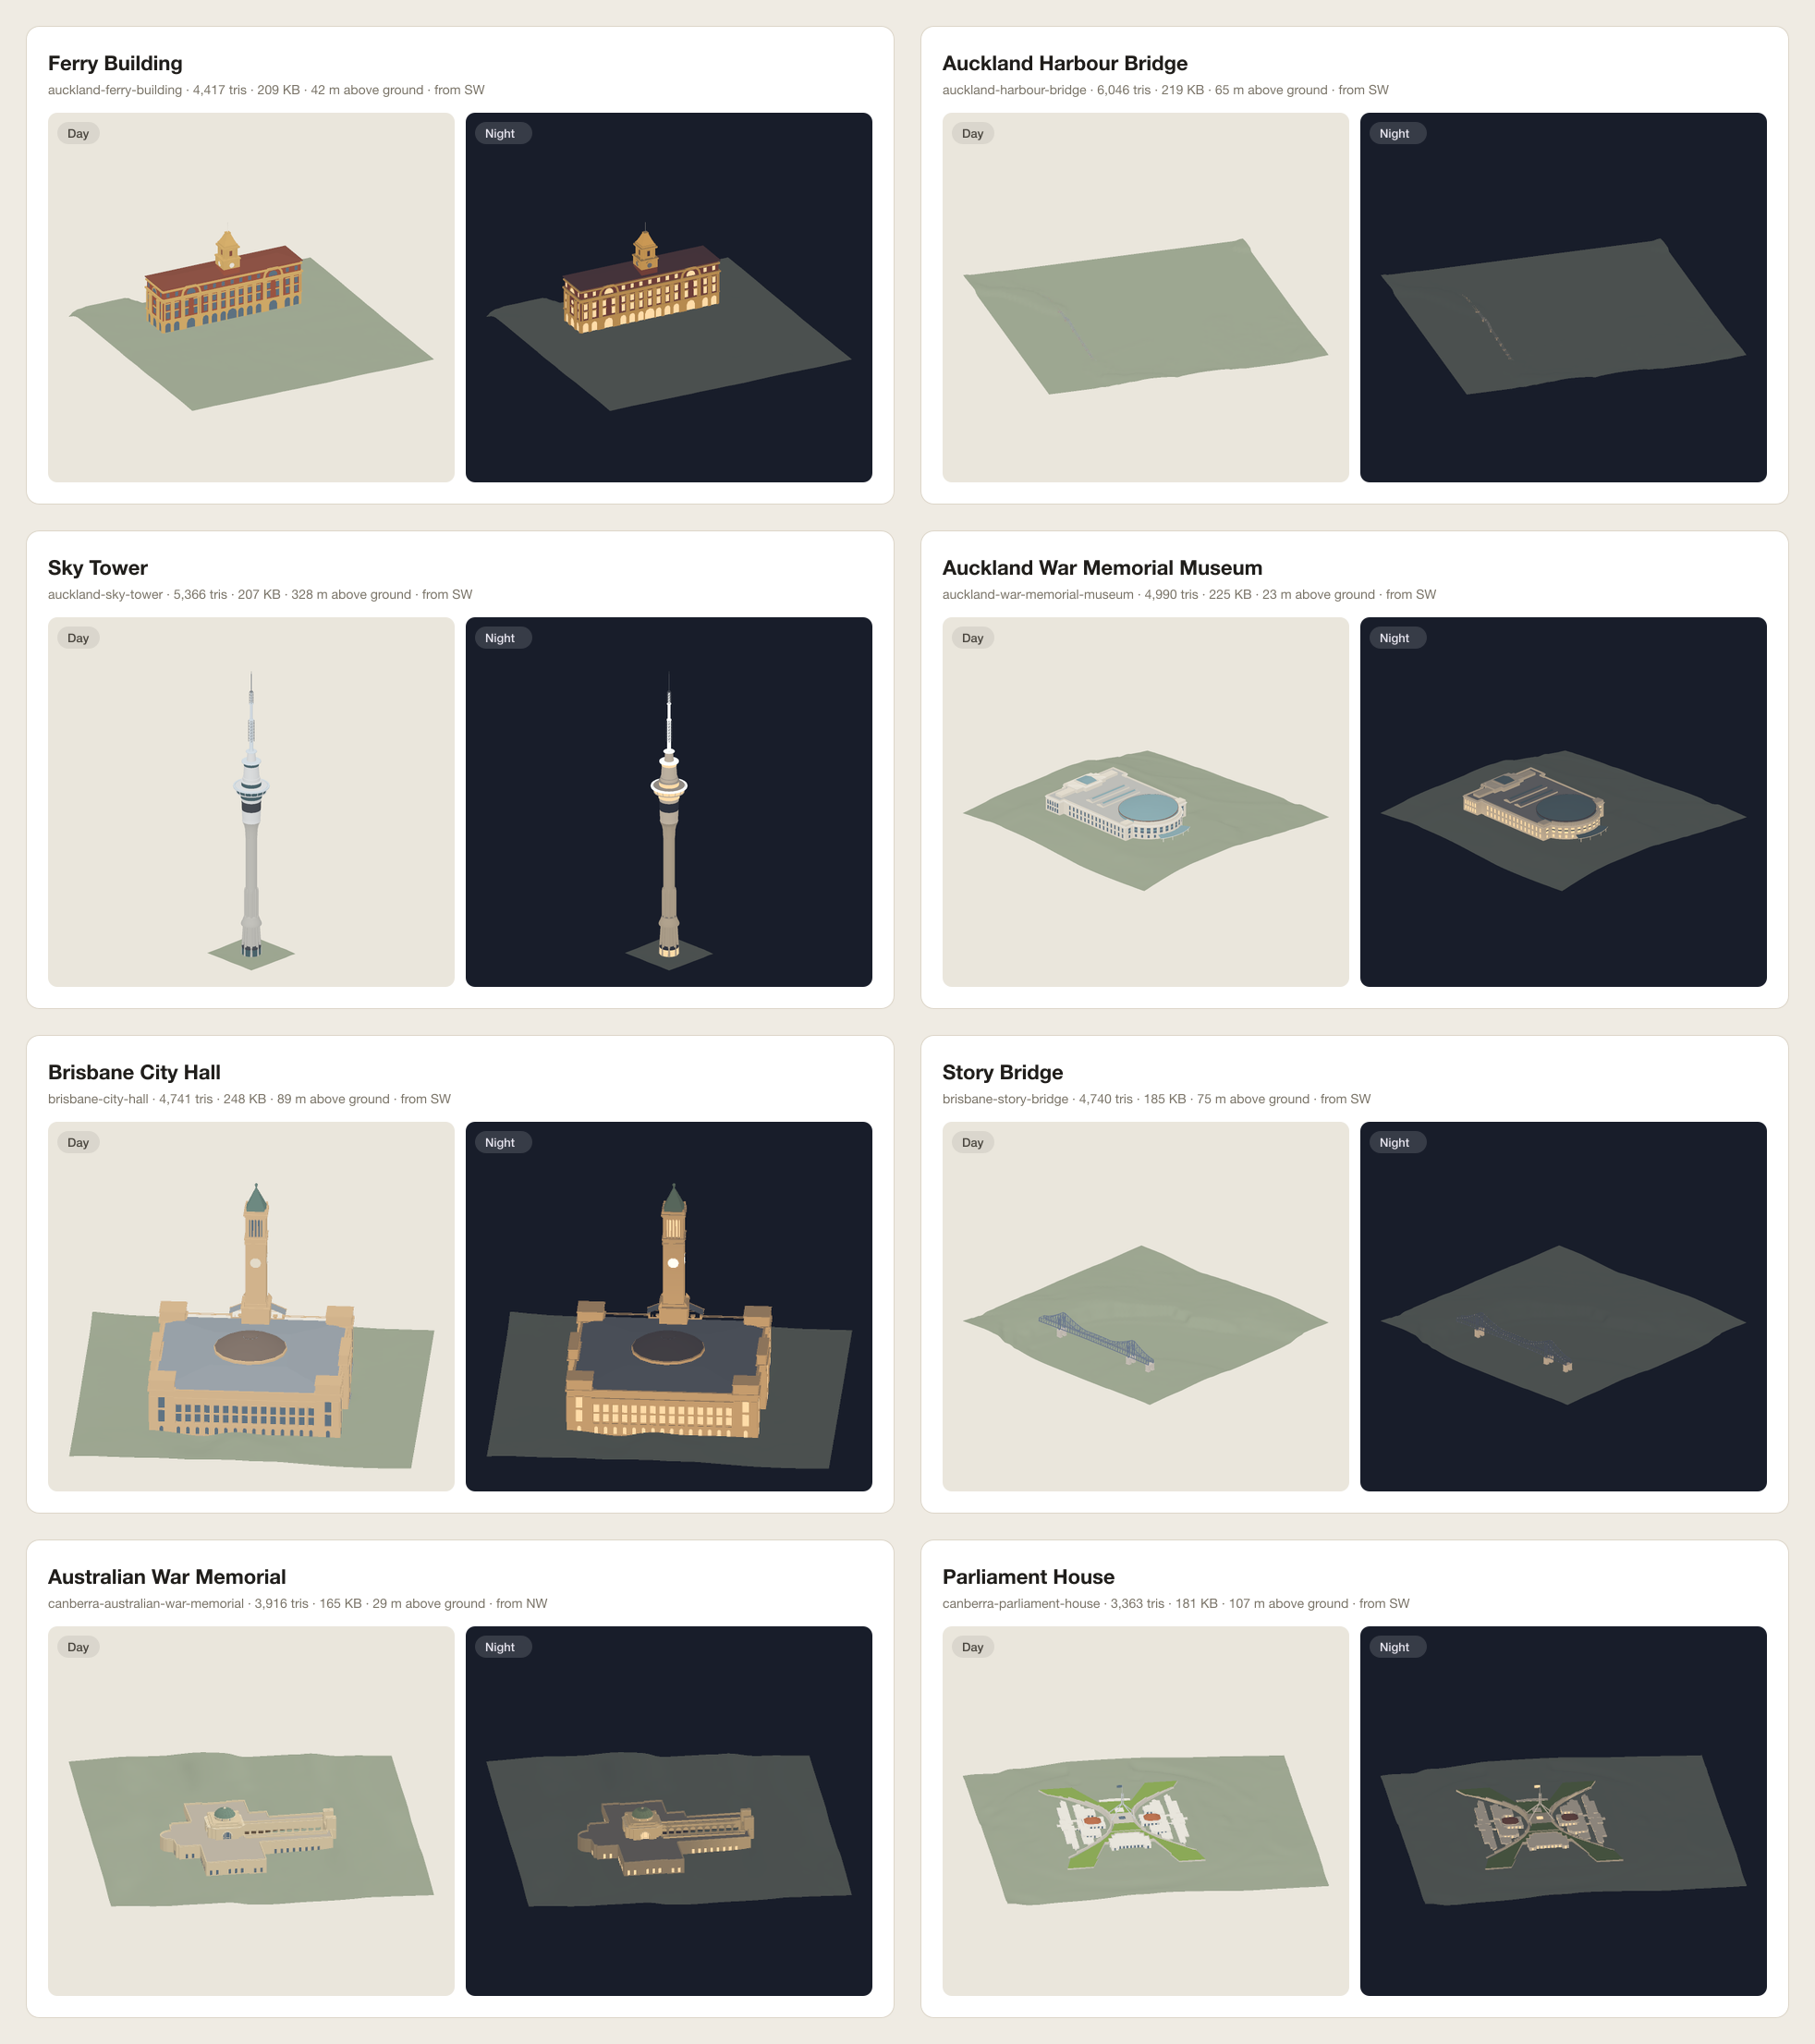 Ferry Building
auckland-ferry-building · 4,417 tris · 209 KB · 42 m above ground · from SW
Day
Night
Auckland Harbour Bridge
auckland-harbour-bridge · 6,046 tris · 219 KB · 65 m above ground · from SW
Day
Night
Sky Tower
auckland-sky-tower · 5,366 tris · 207 KB · 328 m above ground · from SW
Day
Night
Auckland War Memorial Museum
auckland-war-memorial-museum · 4,990 tris · 225 KB · 23 m above ground · from SW
Day
Night
Brisbane City Hall
brisbane-city-hall · 4,741 tris · 248 KB · 89 m above ground · from SW
Day
Night
Story Bridge
brisbane-story-bridge · 4,740 tris · 185 KB · 75 m above ground · from SW
Day
Night
Australian War Memorial
canberra-australian-war-memorial · 3,916 tris · 165 KB · 29 m above ground · from NW
Day
Night
Parliament House
canberra-parliament-house · 3,363 tris · 181 KB · 107 m above ground · from SW
Day
Night